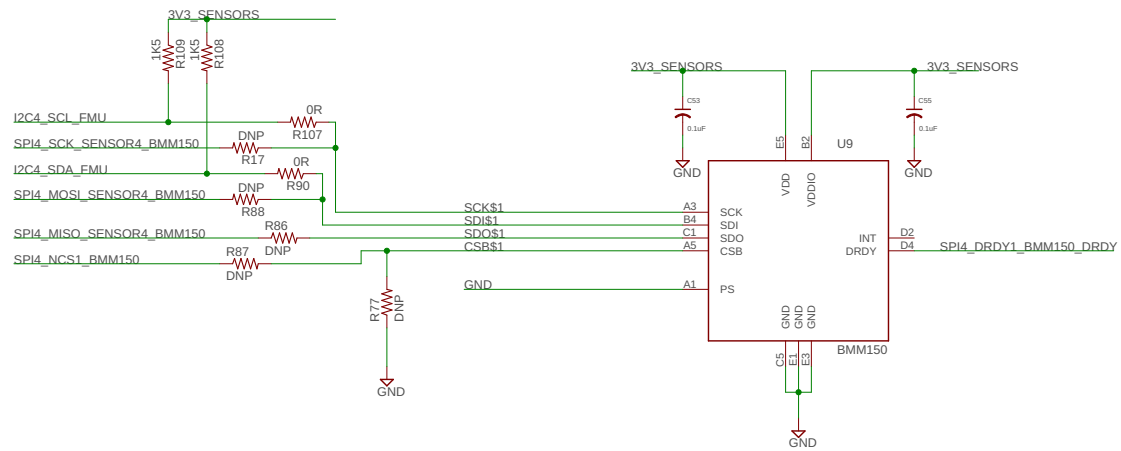 3V3_SENSORS
1K5
R109
1K5
R108
3V3_SENSORS
3V3_SENSORS
C53
0.1uF
C55
0.1uF
I2C4_SCL_FMU
0R
R107
SPI4_SCK_SENSOR4_BMM150
DNP
R17
I2C4_SDA_FMU
0R
R90
SPI4_MOSI_SENSOR4_BMM150
DNP
R88
SPI4_MISO_SENSOR4_BMM150
R86
DNP
SPI4_NCS1_BMM150
R87
DNP
R77
DNP
GND
SCK$1
SDI$1
SDO$1
CSB$1
GND
GND
GND
E5
B2
U9
VDD
VDDIO
A3
SCK
B4
SDI
C1
SDO
A5
CSB
A1
PS
INT
D2
DRDY
D4
SPI4_DRDY1_BMM150_DRDY
GND
GND
GND
C5
E1
E3
BMM150
GND